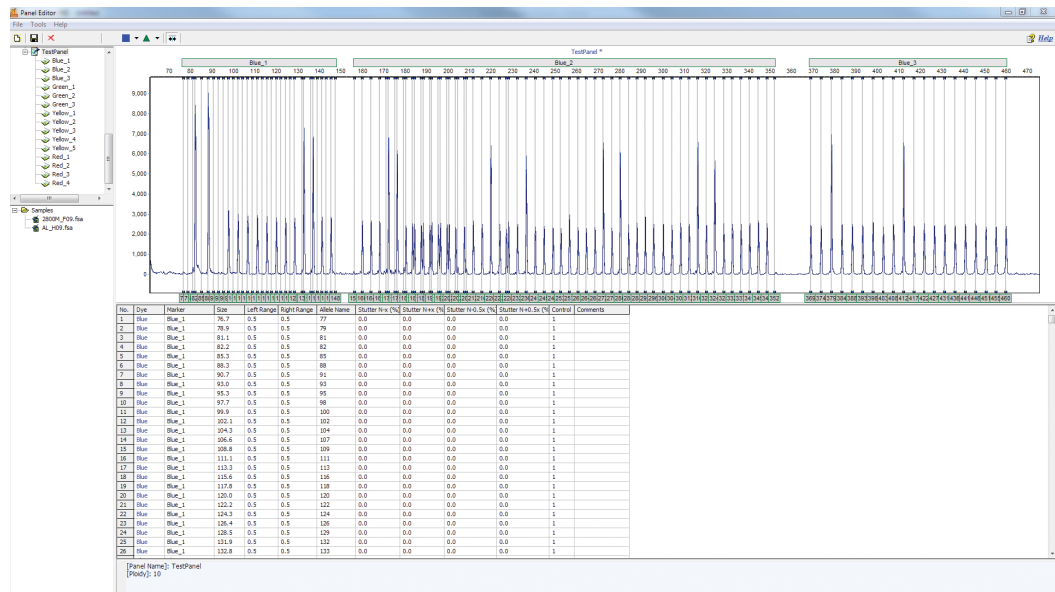 Panel Editor
File Tools Help
Help
TestPanel
Blue_1
Blue_2
Blue_3
Green_1
Green_2
Green_3
Yellow_1
Yellow_2
Yellow_3
Yellow_4
Yellow_5
Red_1
Red_2
Red_3
Red_4
Samples
2800M_F09.fsa
AL_H09.fsa
TestPanel *
Blue_1 Blue_2 Blue_3
70 80 90 100 110 120 130 140 150 160 170 180 190 200 210 220 230 240 250 260 270 280 290 300 310 320 330 340 350 360 370 380 390 400 410 420 430 440 450 460 470
9,000
8,000
7,000
6,000
5,000
4,000
3,000
2,000
1,000
0
No. Dye Marker Size Left Range Right Range Allele Name Stutter N-x (%) Stutter N+x (%) Stutter N-0.5x (%) Stutter N+0.5x (% Control Comments
1 Blue Blue_1 76.7 0.5 0.5 77 0.0 0.0 0.0 0.0 1
2 Blue Blue_1 78.9 0.5 0.5 79 0.0 0.0 0.0 0.0 1
3 Blue Blue_1 81.1 0.5 0.5 81 0.0 0.0 0.0 0.0 1
4 Blue Blue_1 82.2 0.5 0.5 82 0.0 0.0 0.0 0.0 1
5 Blue Blue_1 85.3 0.5 0.5 85 0.0 0.0 0.0 0.0 1
6 Blue Blue_1 88.3 0.5 0.5 88 0.0 0.0 0.0 0.0 1
7 Blue Blue_1 90.7 0.5 0.5 91 0.0 0.0 0.0 0.0 1
8 Blue Blue_1 93.0 0.5 0.5 93 0.0 0.0 0.0 0.0 1
9 Blue Blue_1 95.3 0.5 0.5 95 0.0 0.0 0.0 0.0 1
10 Blue Blue_1 97.7 0.5 0.5 98 0.0 0.0 0.0 0.0 1
11 Blue Blue_1 99.9 0.5 0.5 100 0.0 0.0 0.0 0.0 1
12 Blue Blue_1 102.1 0.5 0.5 102 0.0 0.0 0.0 0.0 1
13 Blue Blue_1 104.3 0.5 0.5 104 0.0 0.0 0.0 0.0 1
14 Blue Blue_1 106.6 0.5 0.5 107 0.0 0.0 0.0 0.0 1
15 Blue Blue_1 108.8 0.5 0.5 109 0.0 0.0 0.0 0.0 1
16 Blue Blue_1 111.1 0.5 0.5 111 0.0 0.0 0.0 0.0 1
17 Blue Blue_1 113.3 0.5 0.5 113 0.0 0.0 0.0 0.0 1
18 Blue Blue_1 115.6 0.5 0.5 116 0.0 0.0 0.0 0.0 1
19 Blue Blue_1 117.8 0.5 0.5 118 0.0 0.0 0.0 0.0 1
20 Blue Blue_1 120.0 0.5 0.5 120 0.0 0.0 0.0 0.0 1
21 Blue Blue_1 122.2 0.5 0.5 122 0.0 0.0 0.0 0.0 1
22 Blue Blue_1 124.3 0.5 0.5 124 0.0 0.0 0.0 0.0 1
23 Blue Blue_1 126.4 0.5 0.5 126 0.0 0.0 0.0 0.0 1
24 Blue Blue_1 128.5 0.5 0.5 129 0.0 0.0 0.0 0.0 1
25 Blue Blue_1 131.9 0.5 0.5 132 0.0 0.0 0.0 0.0 1
26 Blue Blue_1 132.8 0.5 0.5 133 0.0 0.0 0.0 0.0 1
[Panel Name]: TestPanel
[Ploidy]: 10